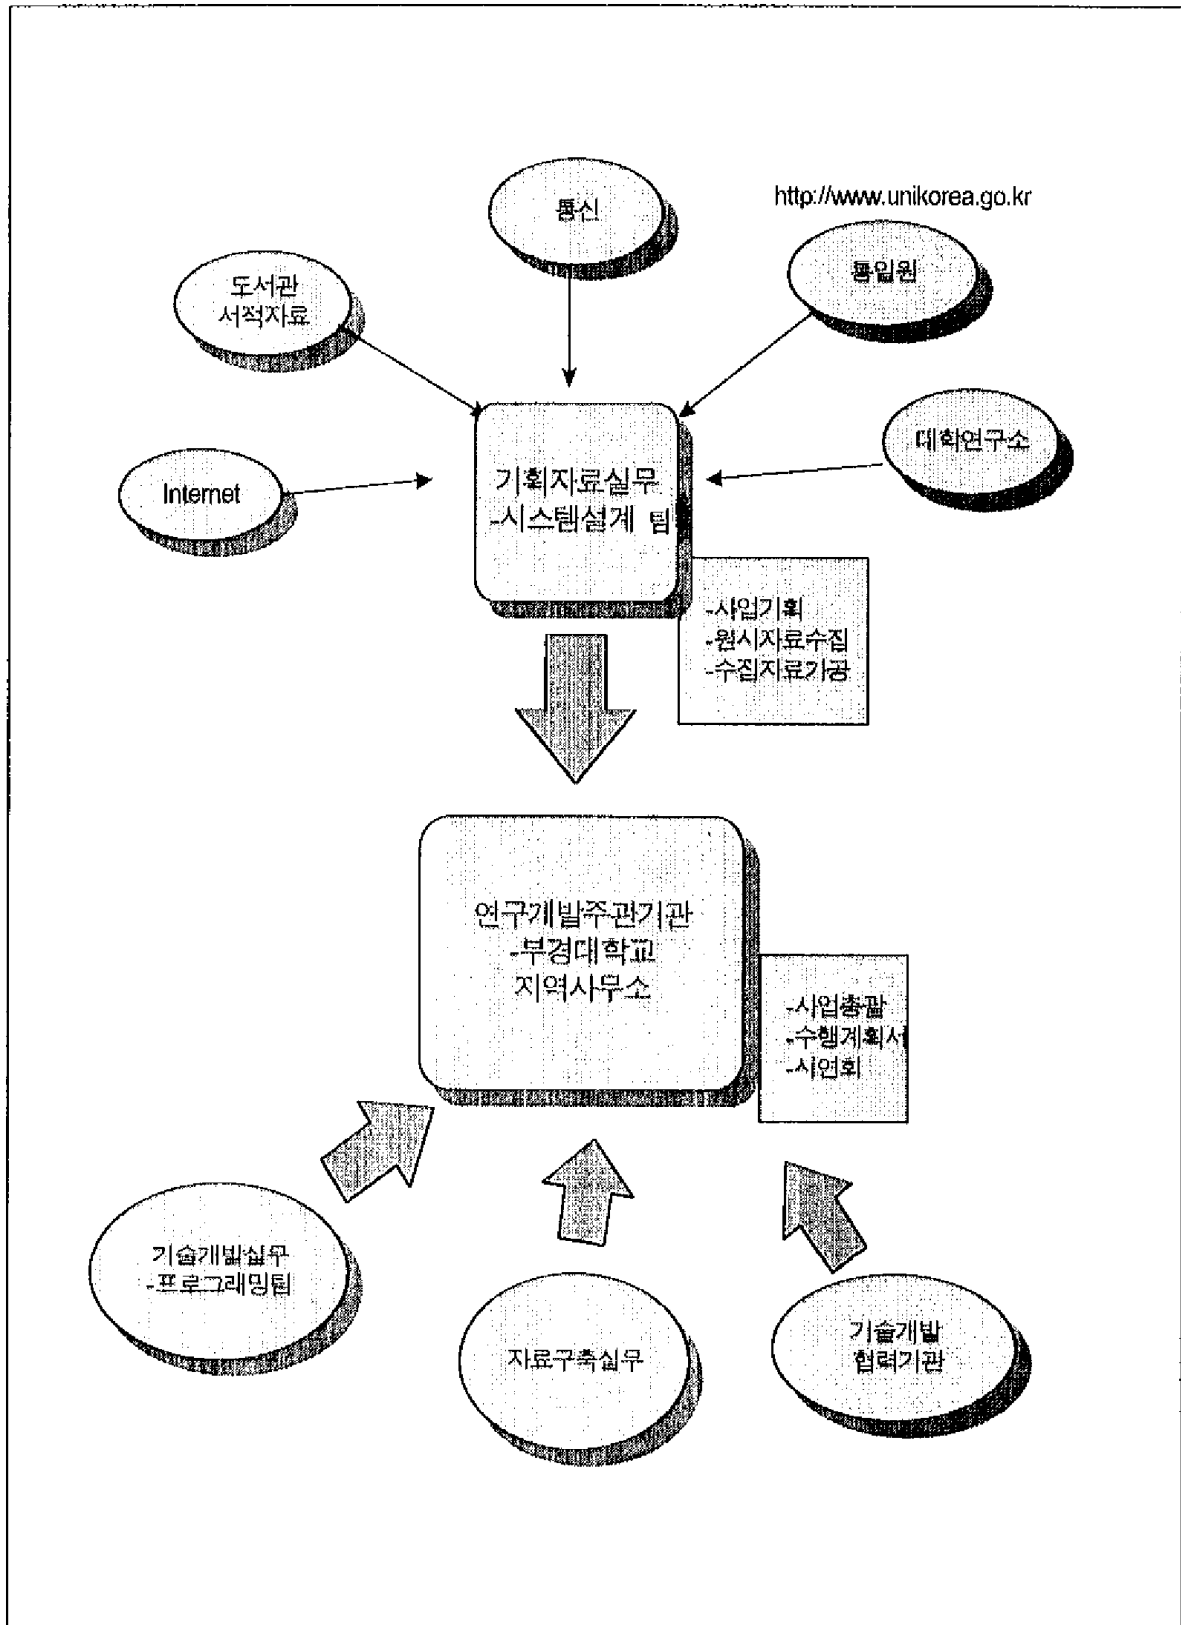 통신
http://www.unikorea.go.kr
통일원
도서관
서적자료
대학연구소
Internet
기획자료실무
-시스템설계 팀
-사업기획
-원시자료수집
-수집자료가공
연구개발주관기관
-부경대학교
지역사무소
-사업총괄
-수행계획서
-시연회
기술개발실무
-프로그래밍팀
자료구축실무
기술개발
협력기관